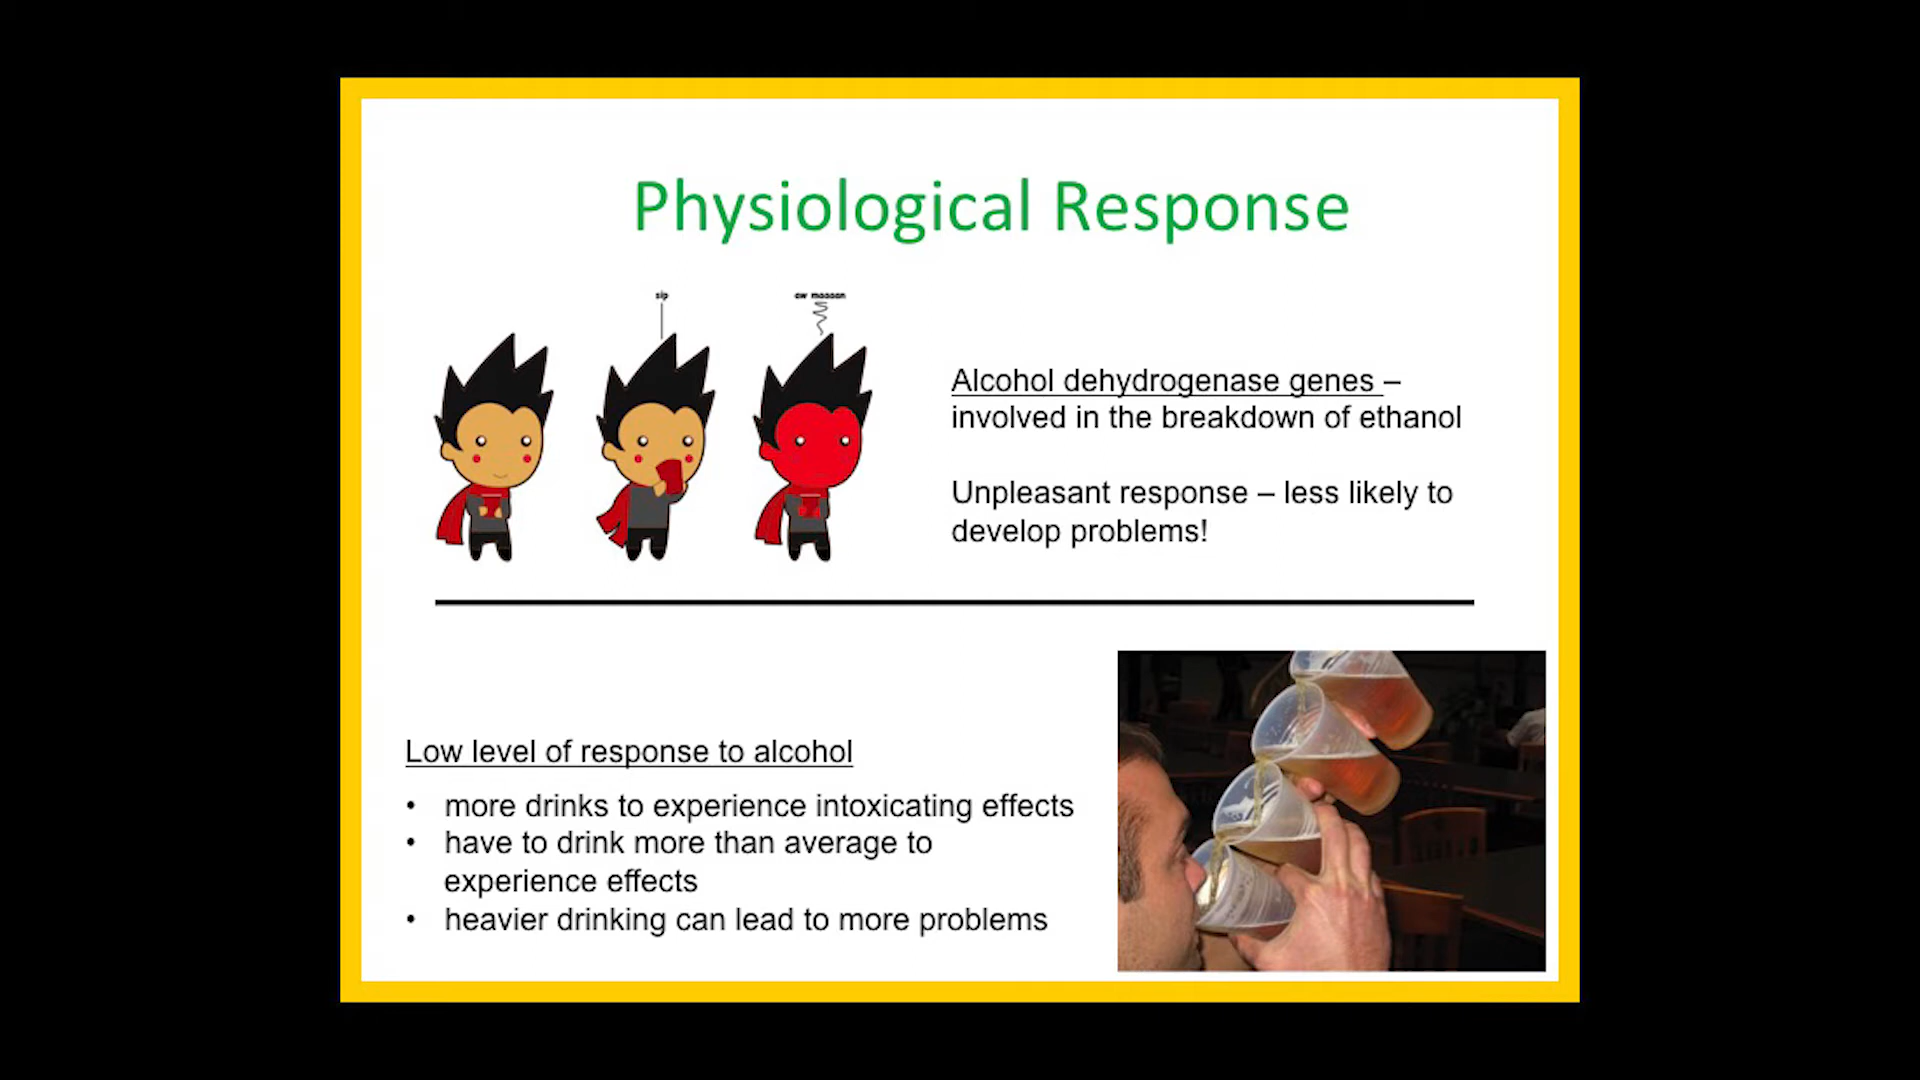 Physiological Response
sip
aw maaaan
Alcohol dehydrogenase genes –
involved in the breakdown of ethanol
Unpleasant response – less likely to
develop problems!
Low level of response to alcohol
• more drinks to experience intoxicating effects
• have to drink more than average to
experience effects
• heavier drinking can lead to more problems